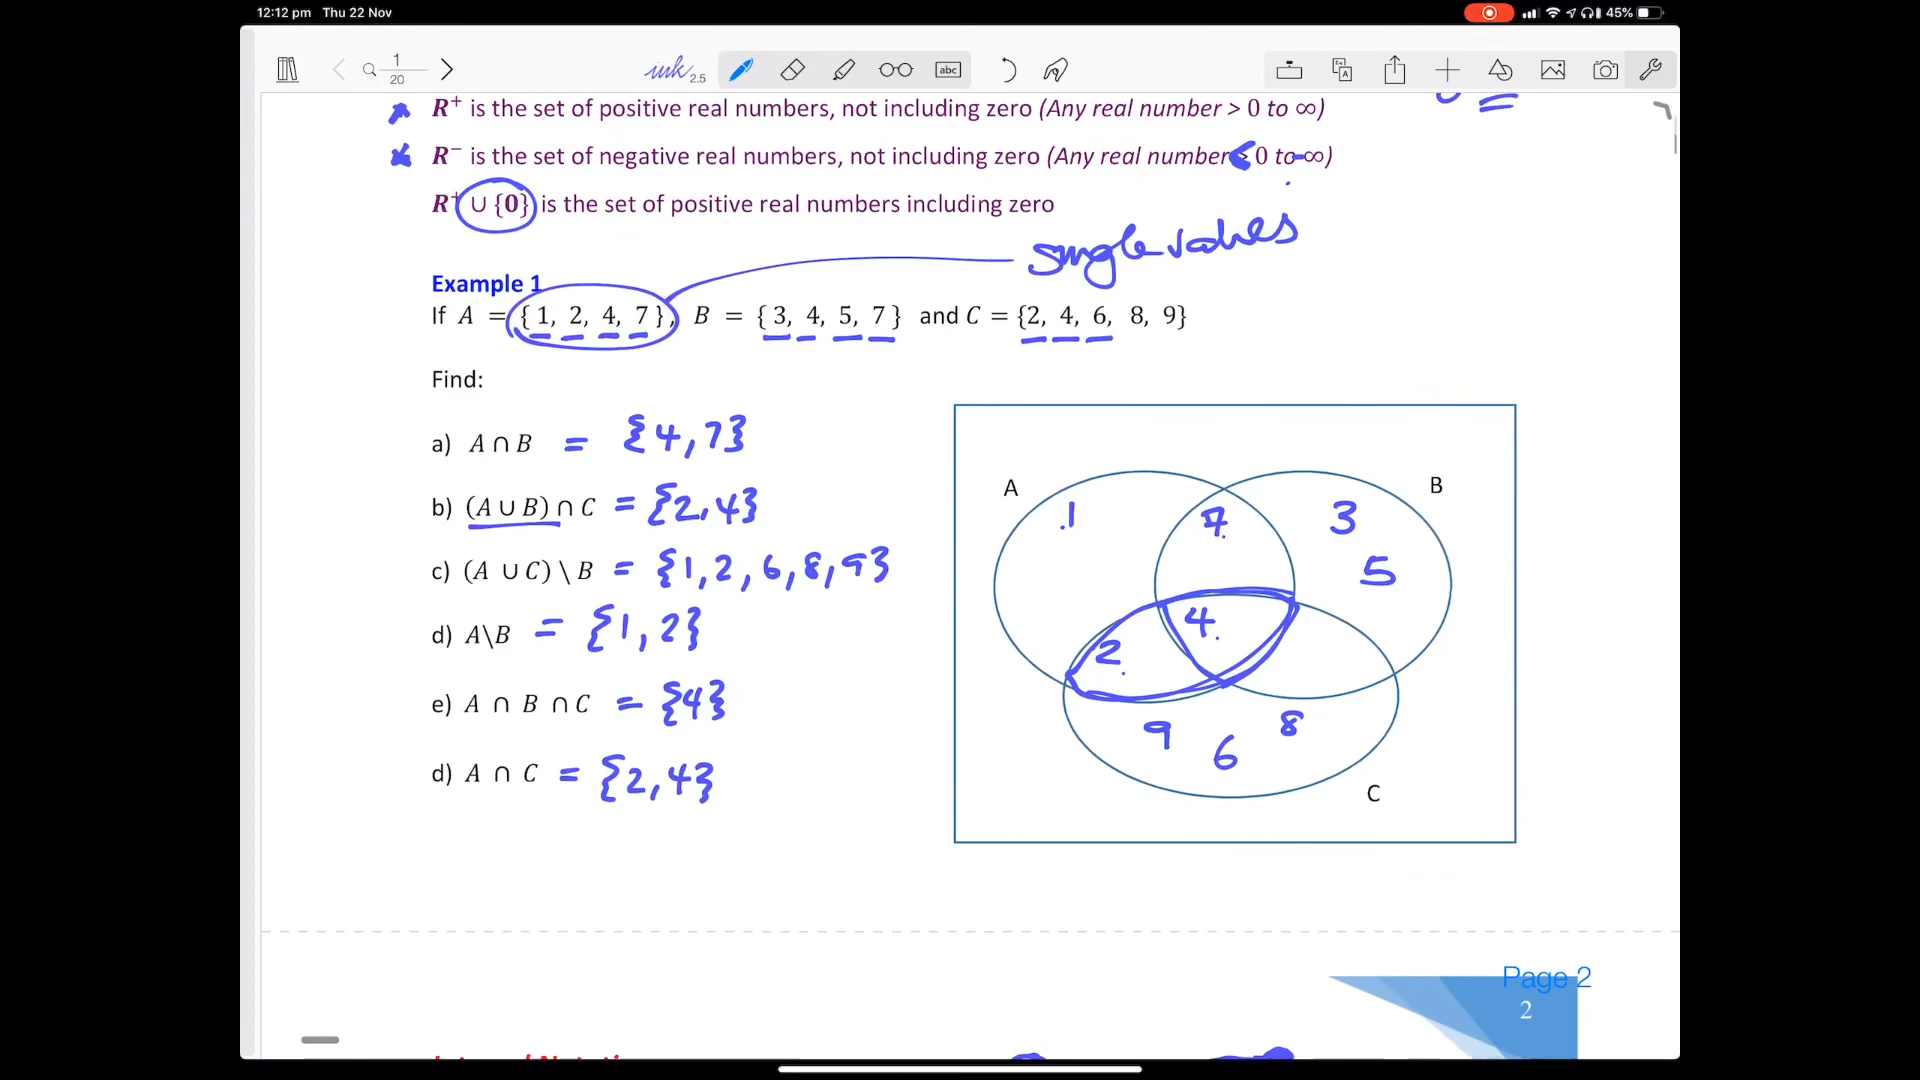 12:12 pm Thu 22 Nov
45%
1
20
ink 2.5
abc
R⁺ is the set of positive real numbers, not including zero (Any real number > 0 to ∞)
R⁻ is the set of negative real numbers, not including zero (Any real number < 0 to -∞)
R⁺ ∪ {0} is the set of positive real numbers including zero
single values
Example 1
If A = { 1, 2, 4, 7 }, B = { 3, 4, 5, 7 } and C = {2, 4, 6, 8, 9}
Find:
a) A ∩ B = {4, 7}
b) (A ∪ B) ∩ C = {2, 4}
c) (A ∪ C) \ B = {1, 2, 6, 8, 9}
d) A\B = {1, 2}
e) A ∩ B ∩ C = {4}
d) A ∩ C = {2, 4}
A
B
1
7
3
5
4
2
9
6
8
C
Page 2
2